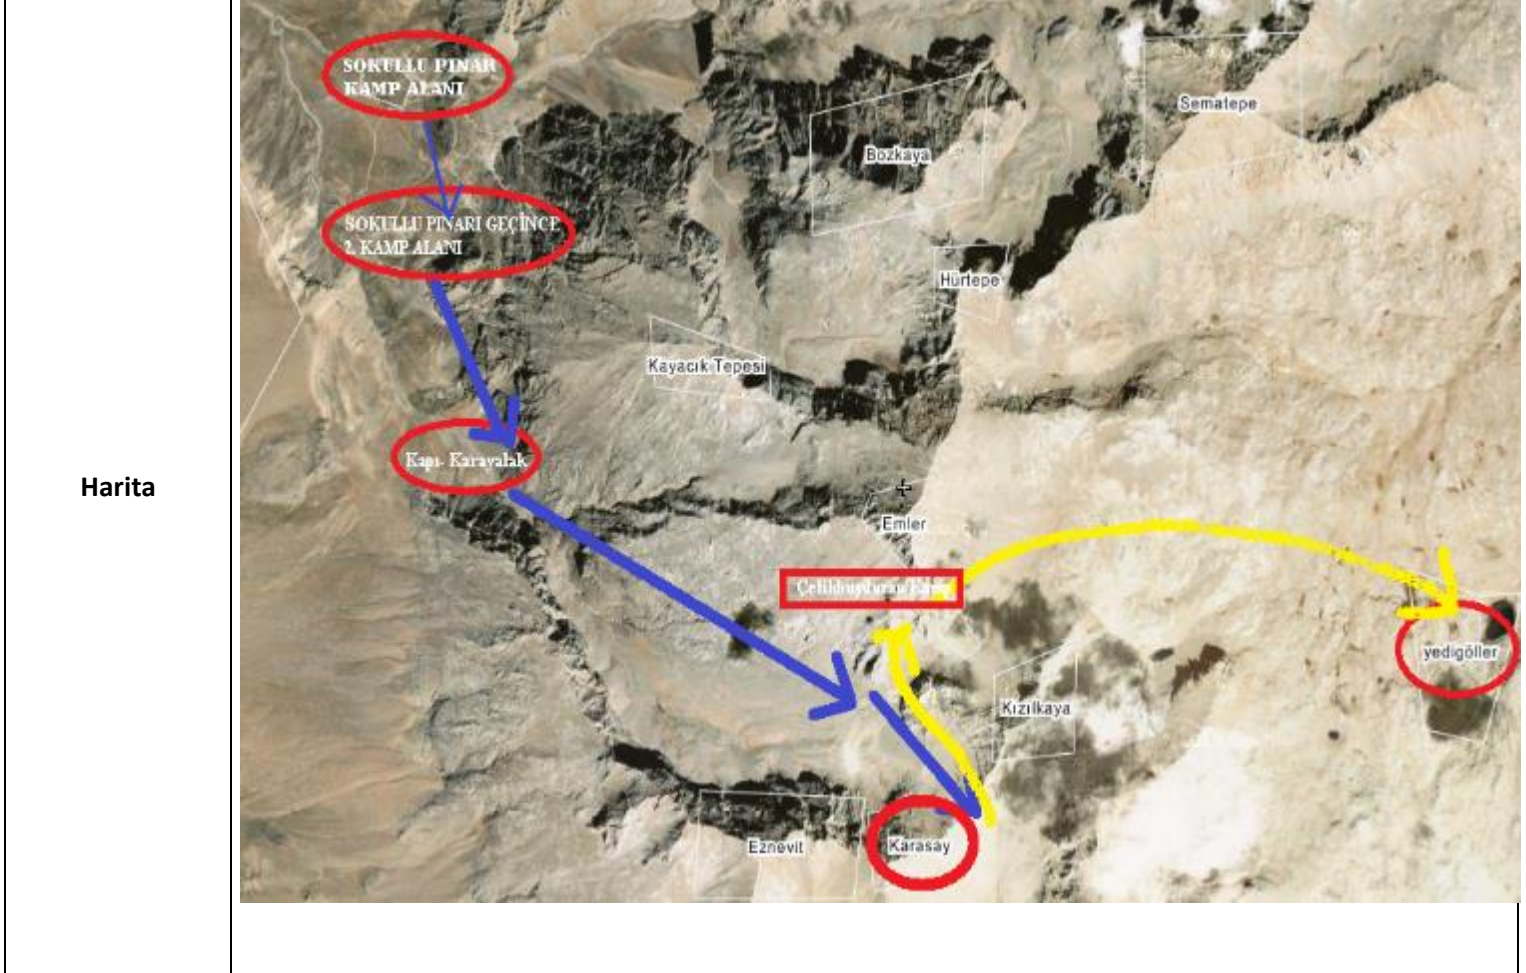 SOKULLU PINAR
KAMP ALANI
Sematepe
Bozkaya
SOKULLU PINARI GEÇİNCE
2. KAMP ALANI
Hürtepe
Kayacık Tepesi
Kapı- Karayalak
Harita
Emler
yedigöller
Kızılkaya
Eznevit
Karasay